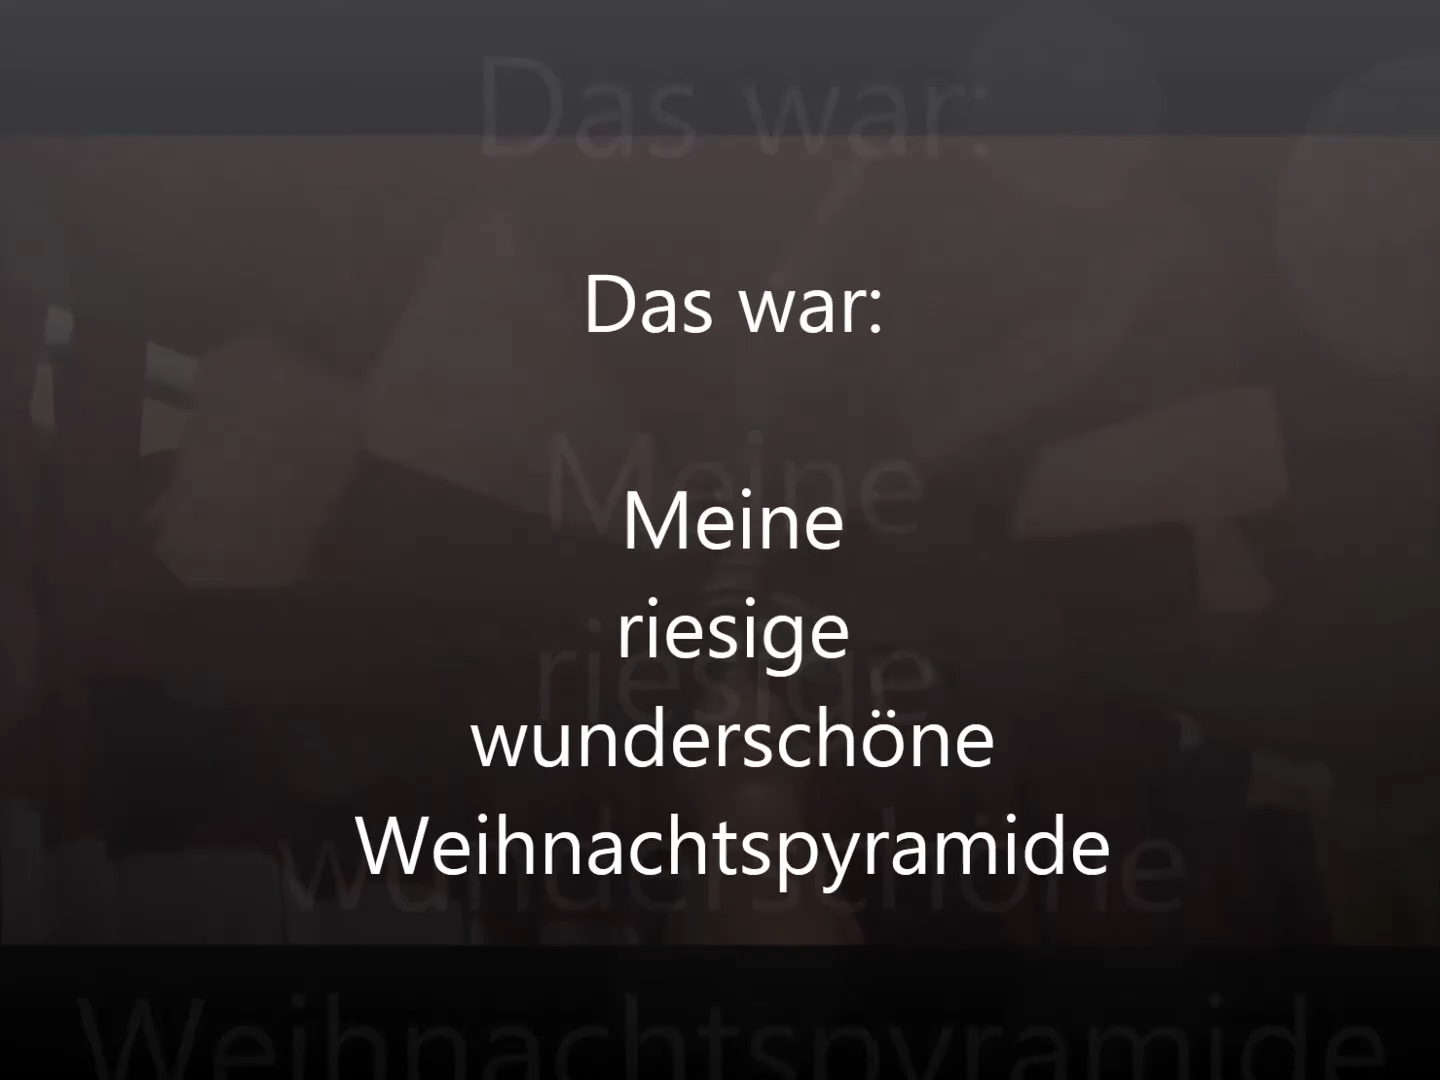 Das war:
Meine
riesige
wunderschöne
Weihnachtspyramide